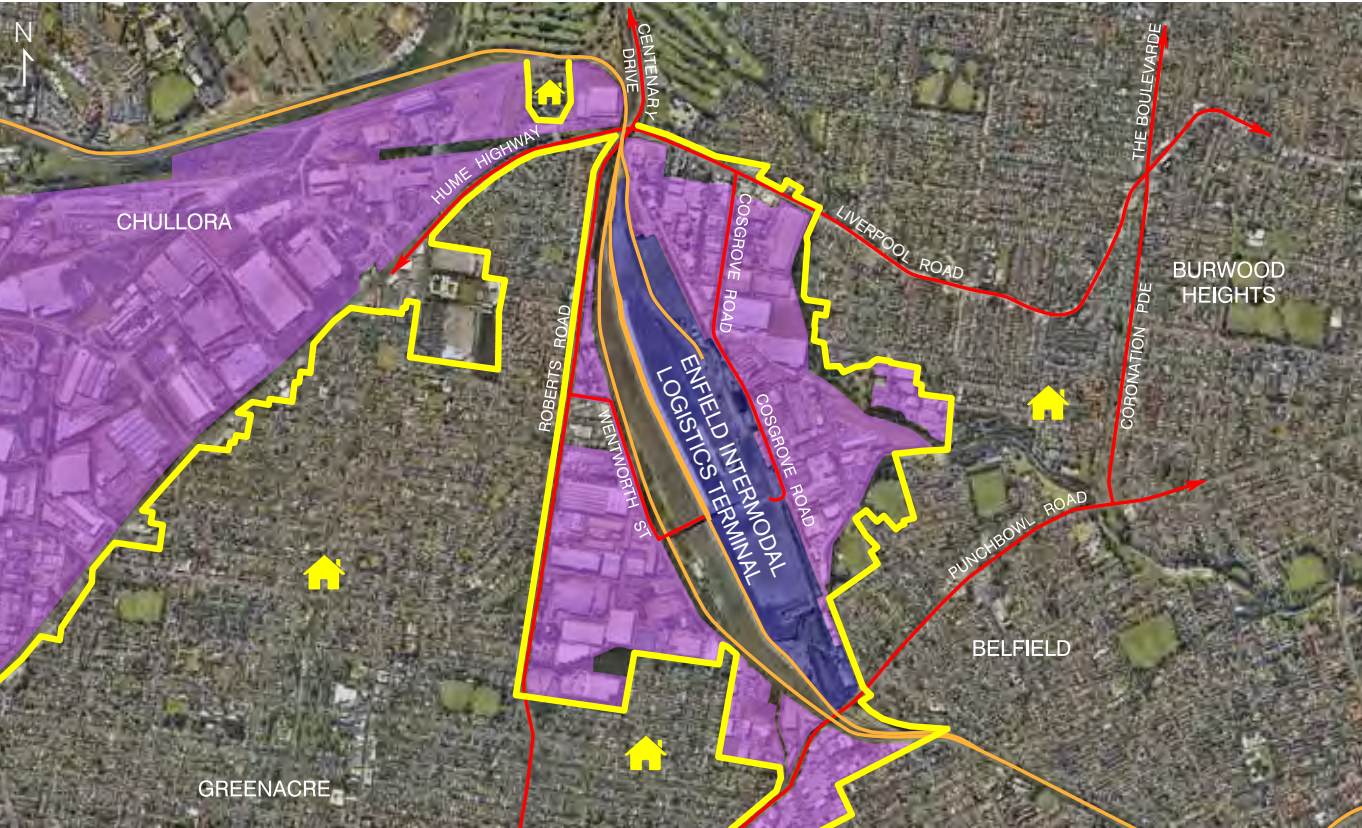 N
CENTENARY
DRIVE
THE BOULEVARDE
HUME HIGHWAY
CHULLORA
COSGROVE ROAD
LIVERPOOL ROAD
BURWOOD
HEIGHTS
CORONATION PDE
ROBERTS ROAD
ENFIELD INTERMODAL
LOGISTICS TERMINAL
COSGROVE ROAD
WENTWORTH ST
PUNCHBOWL ROAD
BELFIELD
GREENACRE